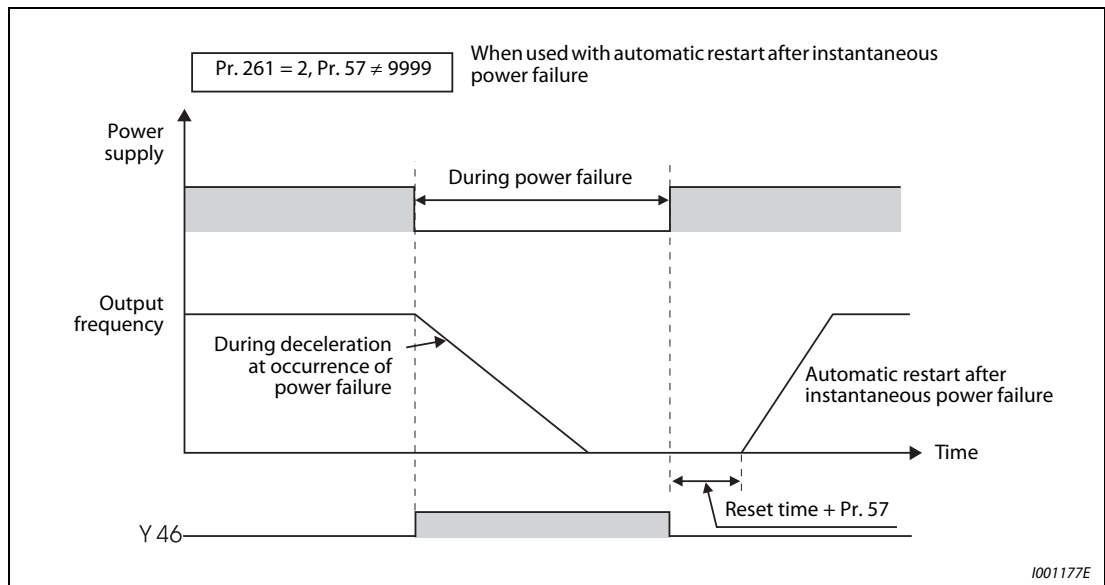 Pr. 261 = 2, Pr. 57 ≠ 9999
When used with automatic restart after instantaneous
power failure
Power
supply
During power failure
Output
frequency
During deceleration
at occurrence of
power failure
Automatic restart after
instantaneous power failure
Time
Reset time + Pr. 57
Y 46
I001177E